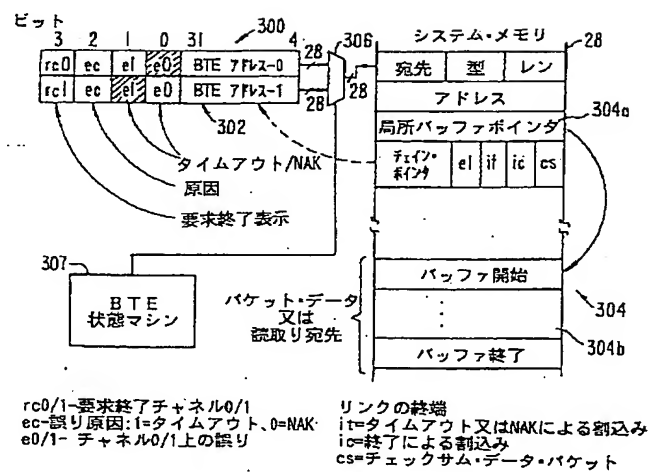 ビット
3 2 1 0 31 300 4
rc0 ec e1 e0 BTE アドレス-0
rc1 ec e1 e0 BTE アドレス-1
28
28
306
28
302
タイムアウト/NAK
原因
要求終了表示
307
BTE
状態マシン
システム・メモリ
28
宛先 型 レン
アドレス
局所バッファポインタ
304a
チェイン・
ポインタ
el it ic cs
パケット・データ
又は
読取り宛先
バッファ開始
バッファ終了
304
304b
rc0/1-要求終了チャネル0/1
ec-誤り原因:1=タイムアウト、0=NAK
e0/1- チャネル0/1上の誤り
リンクの終端
it=タイムアウト又はNAKによる割込み
ic=終了による割込み
cs=チェックサム・データ・パケット